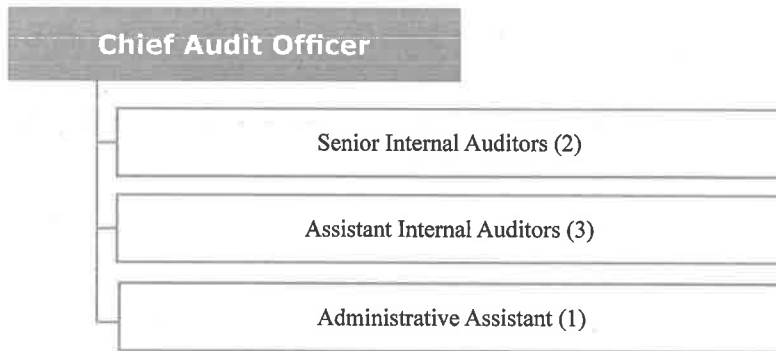 Chief Audit Officer
Senior Internal Auditors (2)
Assistant Internal Auditors (3)
Administrative Assistant (1)